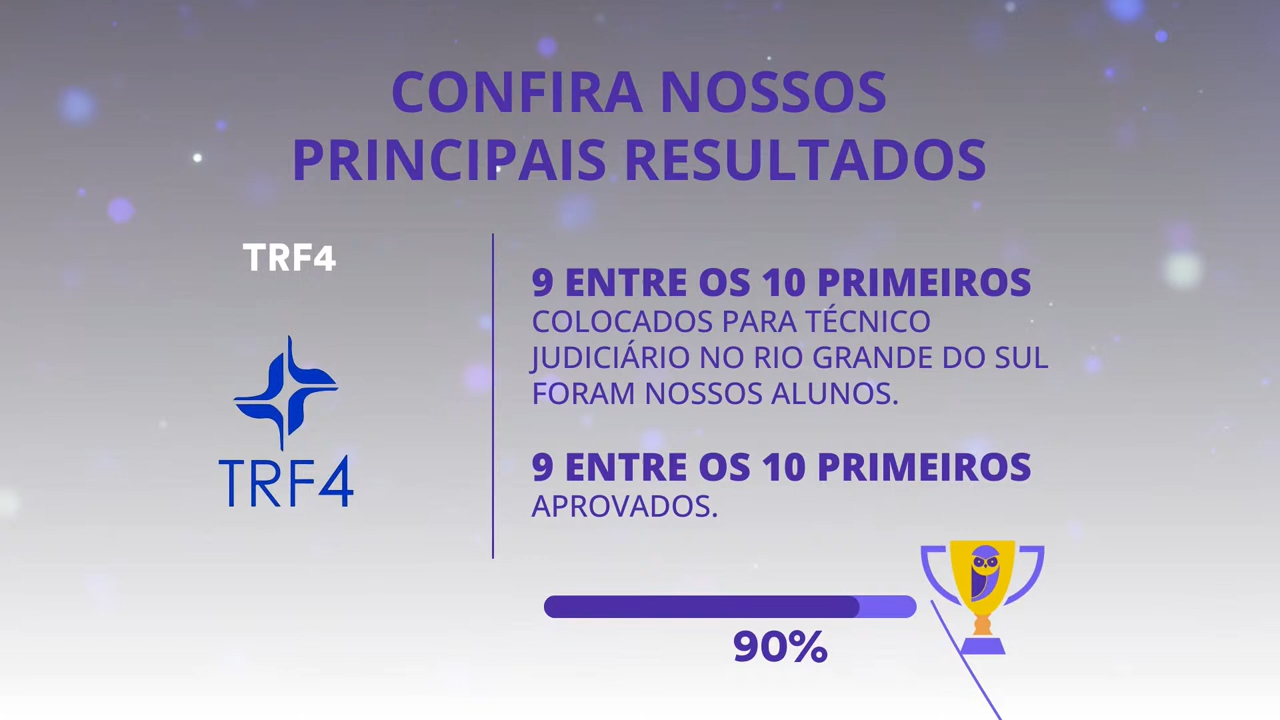 CONFIRA NOSSOS
PRINCIPAIS RESULTADOS
TRF4
TRF4
9 ENTRE OS 10 PRIMEIROS
COLOCADOS PARA TÉCNICO
JUDICIÁRIO NO RIO GRANDE DO SUL
FORAM NOSSOS ALUNOS.
9 ENTRE OS 10 PRIMEIROS
APROVADOS.
90%